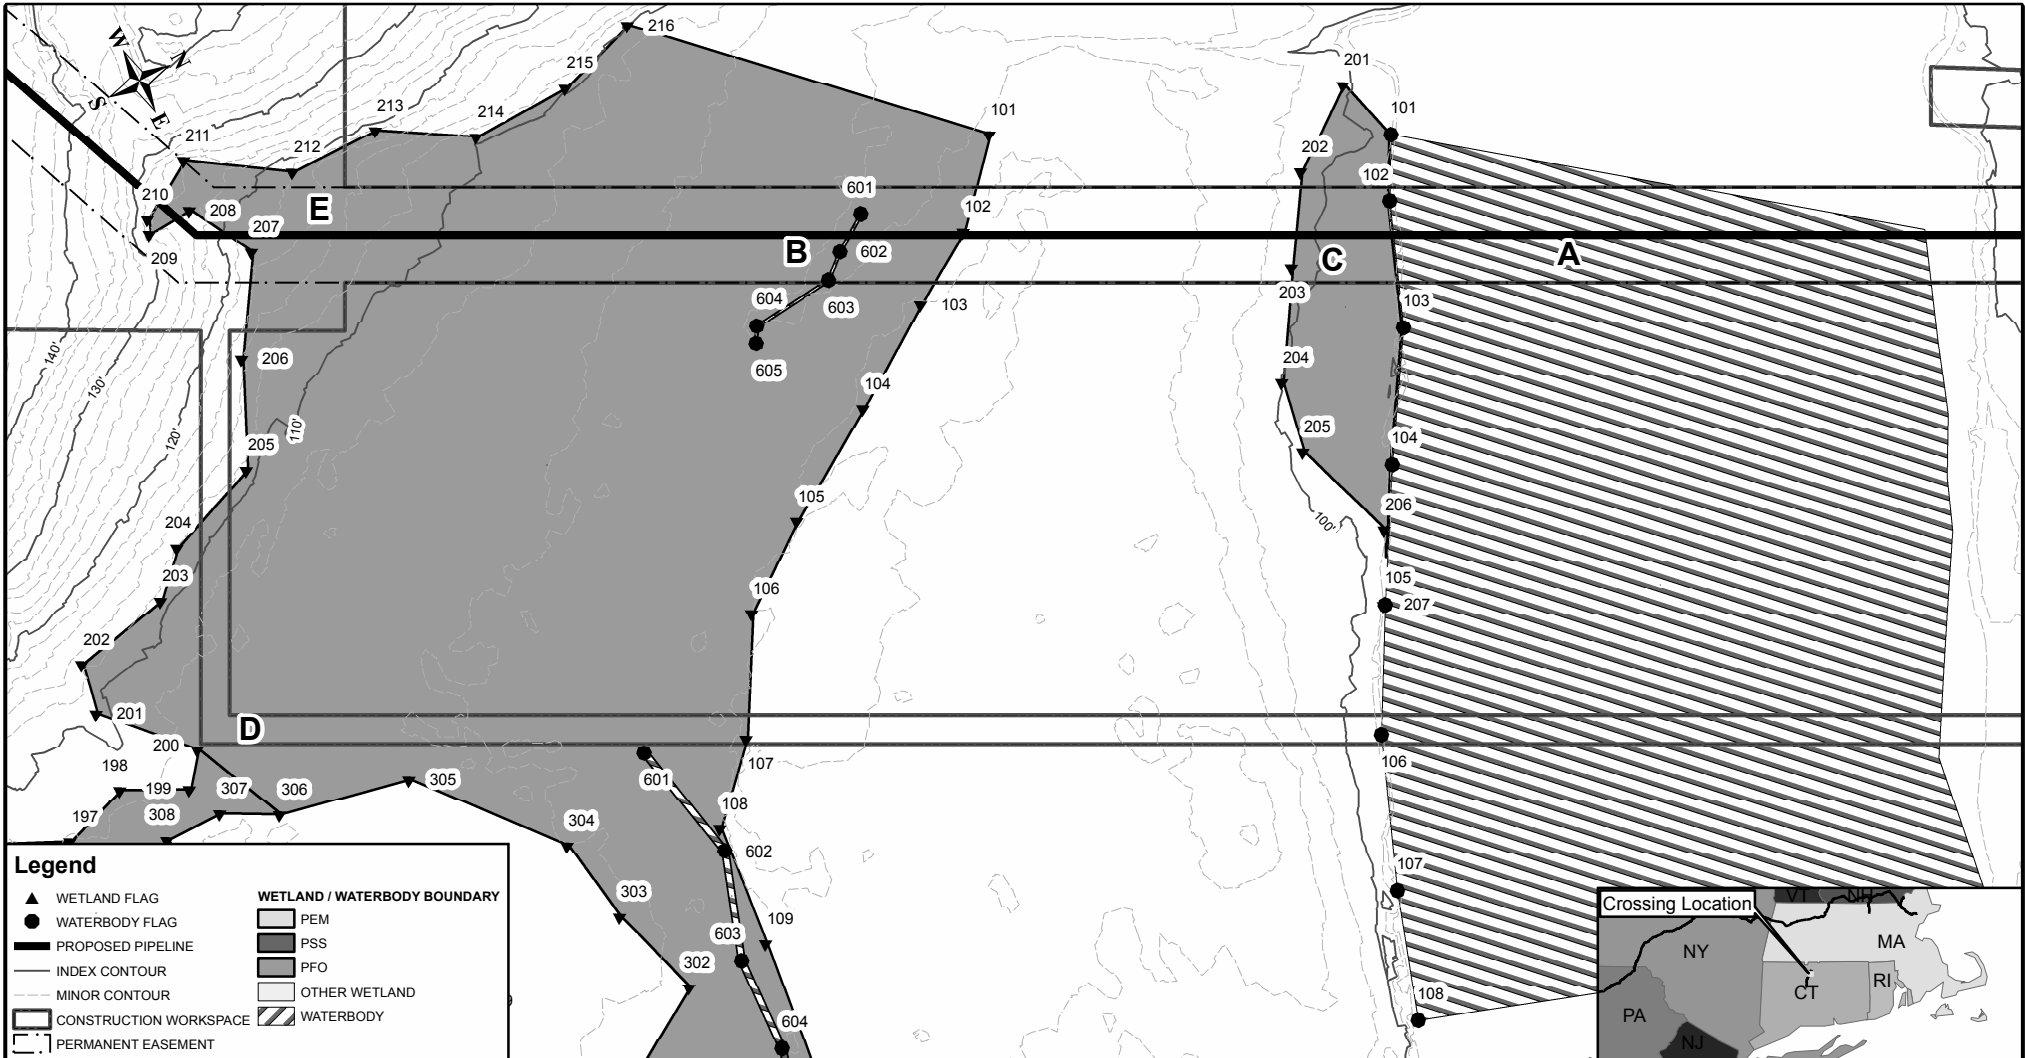 216
W
N
S
E
215
201
213
214
101
101
211
212
202
102
210
601
208
E
102
207
B
602
C
A
209
203
604
603
103
103
140'
206
204
605
130'
104
120'
205
110'
205
104
105
206
204
100'
203
105
106
207
202
201
D
200
107
106
198
601
305
199
307
306
108
197
308
304
602
107
303
109
603
302
108
604
Legend
WETLAND FLAG
WATERBODY FLAG
PROPOSED PIPELINE
INDEX CONTOUR
MINOR CONTOUR
CONSTRUCTION WORKSPACE
PERMANENT EASEMENT
WETLAND / WATERBODY BOUNDARY
PEM
PSS
PFO
OTHER WETLAND
WATERBODY
Crossing Location
VT
NH
NY
MA
CT
RI
PA
NJ